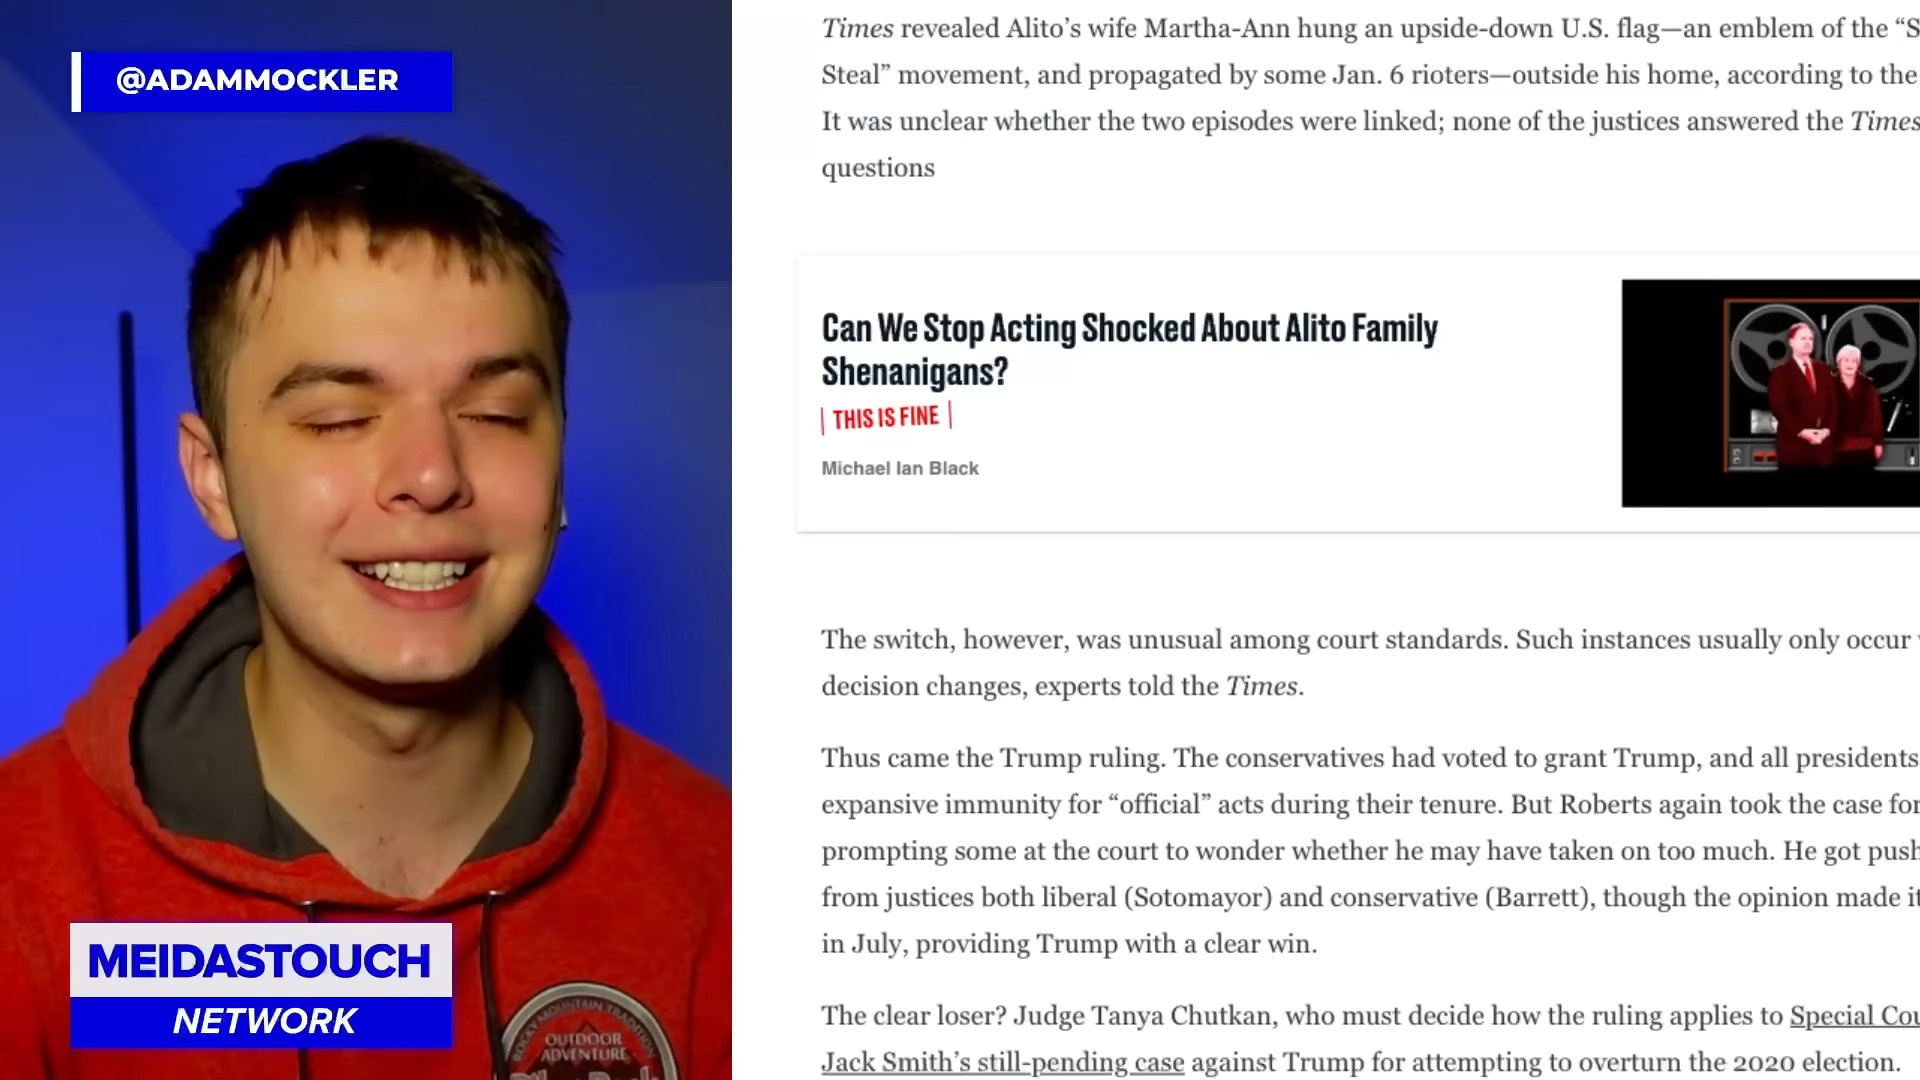 @ADAMMOCKLER
MEIDASTOUCH
NETWORK
ROCKY MOUNTAIN TRADITION
OUTDOOR
ADVENTURE
Times revealed Alito’s wife Martha-Ann hung an upside-down U.S. flag—an emblem of the “S
Steal” movement, and propagated by some Jan. 6 rioters—outside his home, according to the
It was unclear whether the two episodes were linked; none of the justices answered the Times
questions
Can We Stop Acting Shocked About Alito Family
Shenanigans?
THIS IS FINE
Michael Ian Black
The switch, however, was unusual among court standards. Such instances usually only occur
decision changes, experts told the Times.
Thus came the Trump ruling. The conservatives had voted to grant Trump, and all presidents
expansive immunity for “official” acts during their tenure. But Roberts again took the case for
prompting some at the court to wonder whether he may have taken on too much. He got push
from justices both liberal (Sotomayor) and conservative (Barrett), though the opinion made it
in July, providing Trump with a clear win.
The clear loser? Judge Tanya Chutkan, who must decide how the ruling applies to Special Cou
Jack Smith’s still-pending case against Trump for attempting to overturn the 2020 election.